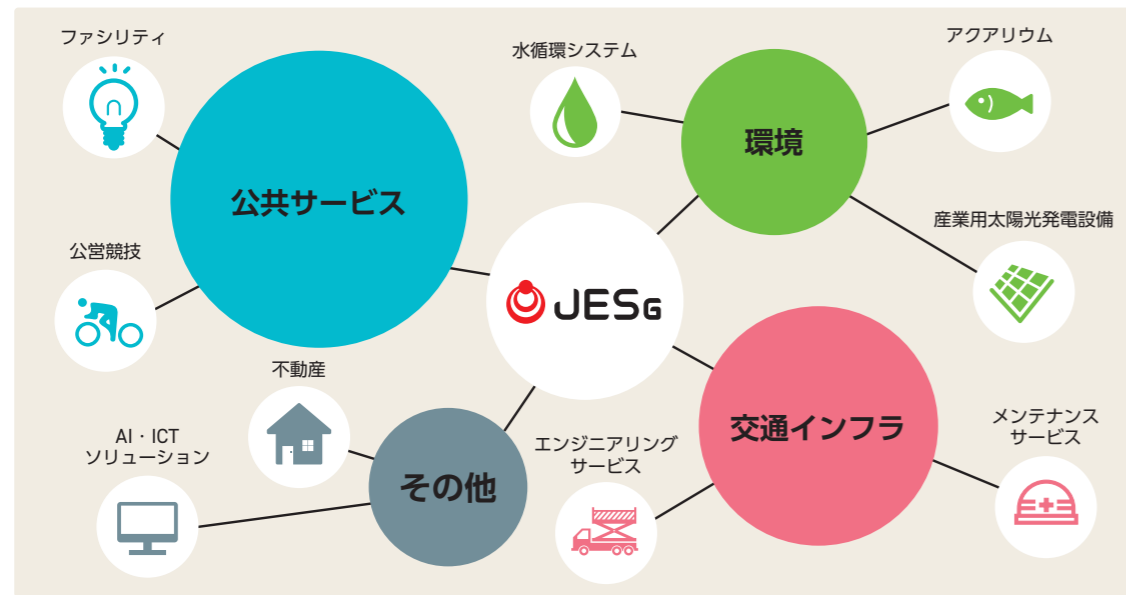 ファシリティ
公共サービス
公営競技
水循環システム
環境
アクアリウム
産業用太陽光発電設備
JESG
不動産
AI・ICT
ソリューション
その他
エンジニアリング
サービス
交通インフラ
メンテナンス
サービス